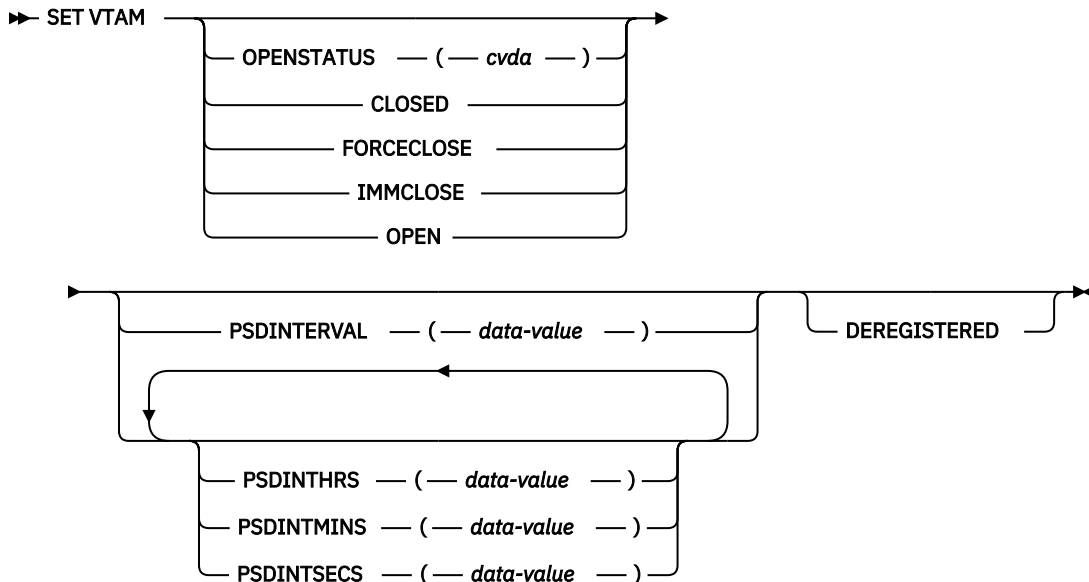 SET VTAM
OPENSTATUS ( cvda )
CLOSED
FORCECLOSE
IMMCLOSE
OPEN
PSDINTERVAL ( data-value )
DEREGISTERED
PSDINTHRS ( data-value )
PSDINTMINS ( data-value )
PSDINTSECS ( data-value )